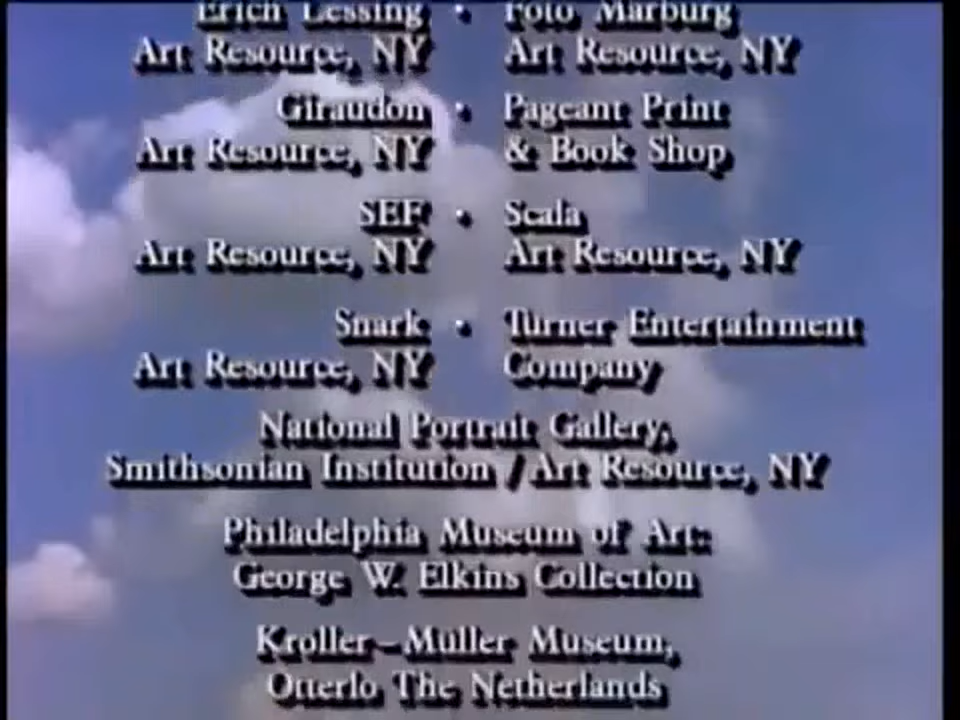 Erich Lessing • Foto Marburg
Art Resource, NY Art Resource, NY
Giraudon • Pageant Print
Art Resource, NY & Book Shop
SEF • Scala
Art Resource, NY Art Resource, NY
Snark • Turner Entertainment
Art Resource, NY Company
National Portrait Gallery,
Smithsonian Institution / Art Resource, NY
Philadelphia Museum of Art:
George W. Elkins Collection
Kroller-Muller Museum,
Otterlo The Netherlands